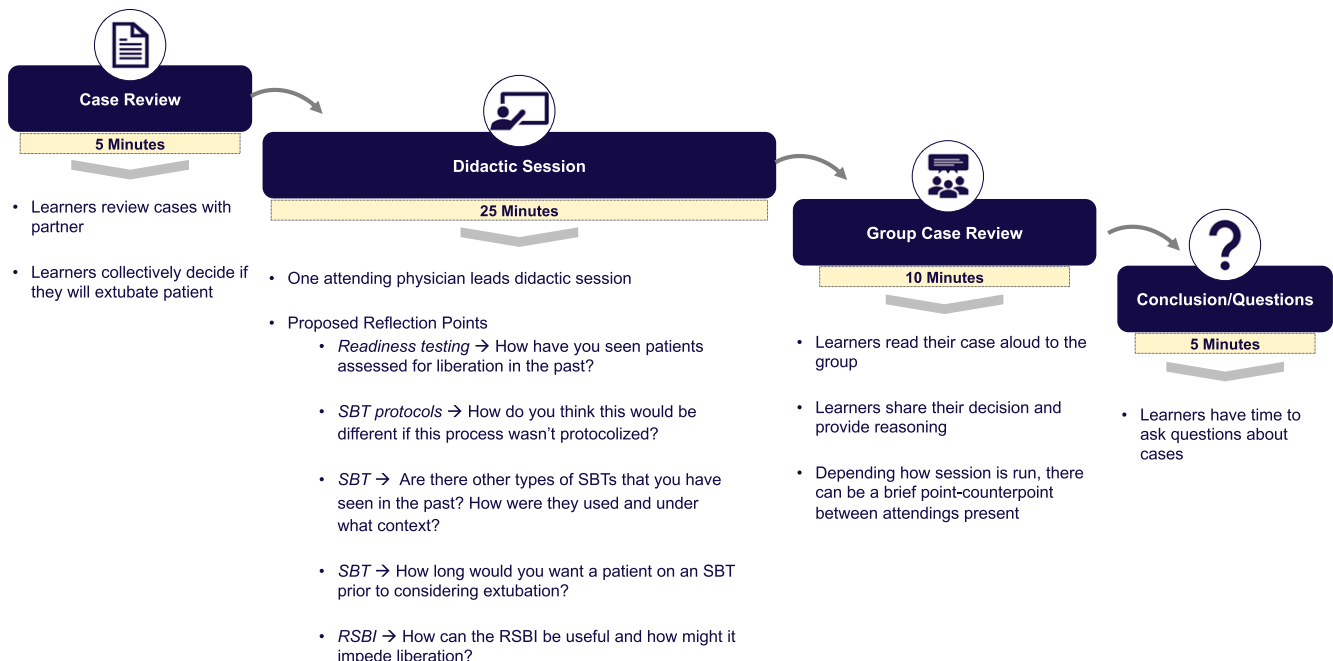 Case Review
5 Minutes
• Learners review cases with
partner
• Learners collectively decide if
they will extubate patient
Didactic Session
25 Minutes
• One attending physician leads didactic session
• Proposed Reflection Points
• Readiness testing → How have you seen patients
assessed for liberation in the past?
• SBT protocols → How do you think this would be
different if this process wasn’t protocolized?
• SBT → Are there other types of SBTs that you have
seen in the past? How were they used and under
what context?
• SBT → How long would you want a patient on an SBT
prior to considering extubation?
• RSBI → How can the RSBI be useful and how might it
impede liberation?
Group Case Review
10 Minutes
• Learners read their case aloud to the
group
• Learners share their decision and
provide reasoning
• Depending how session is run, there
can be a brief point-counterpoint
between attendings present
?
Conclusion/Questions
5 Minutes
• Learners have time to
ask questions about
cases